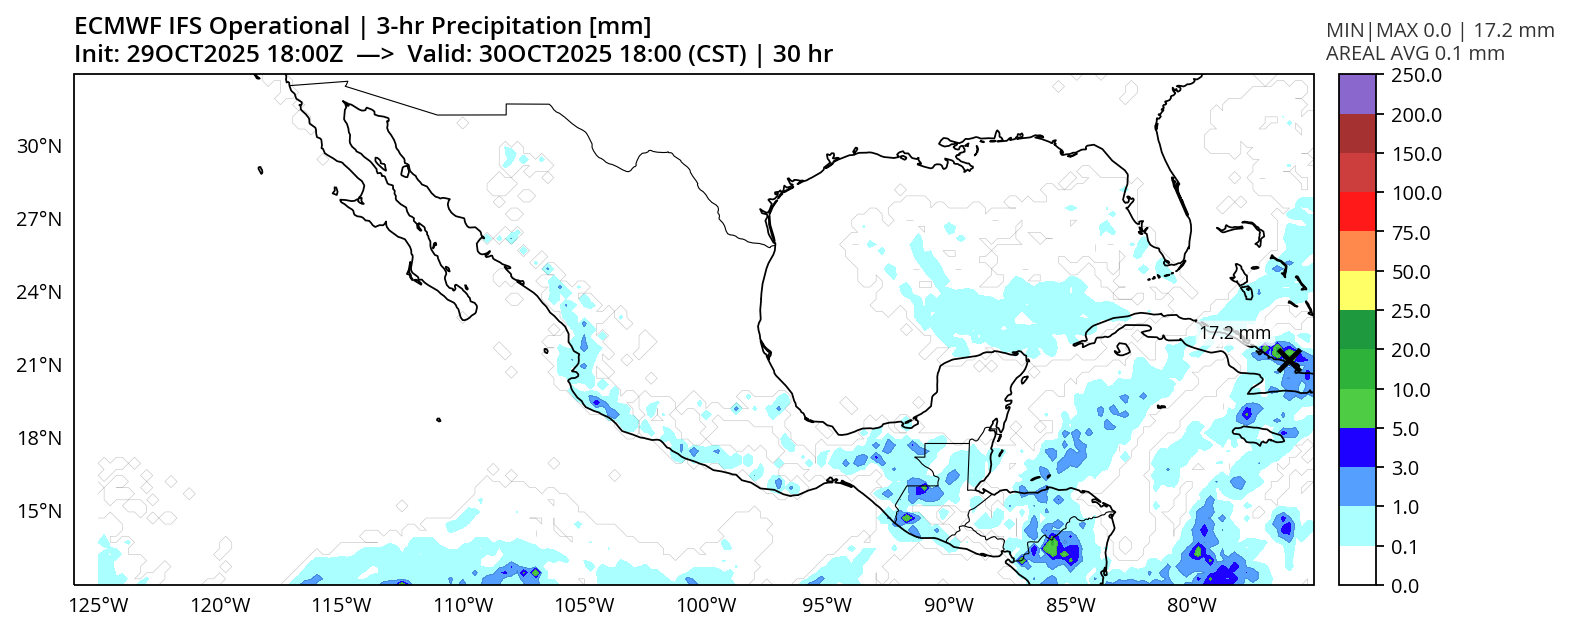 ECMWF IFS Operational | 3-hr Precipitation [mm]
Init: 29OCT2025 18:00Z —> Valid: 30OCT2025 18:00 (CST) | 30 hr
MIN|MAX 0.0 | 17.2 mm
AREAL AVG 0.1 mm
250.0
200.0
150.0
100.0
75.0
50.0
25.0
20.0
10.0
5.0
3.0
1.0
0.1
0.0
30°N
27°N
24°N
21°N
18°N
15°N
17.2 mm
125°W 120°W 115°W 110°W 105°W 100°W 95°W 90°W 85°W 80°W